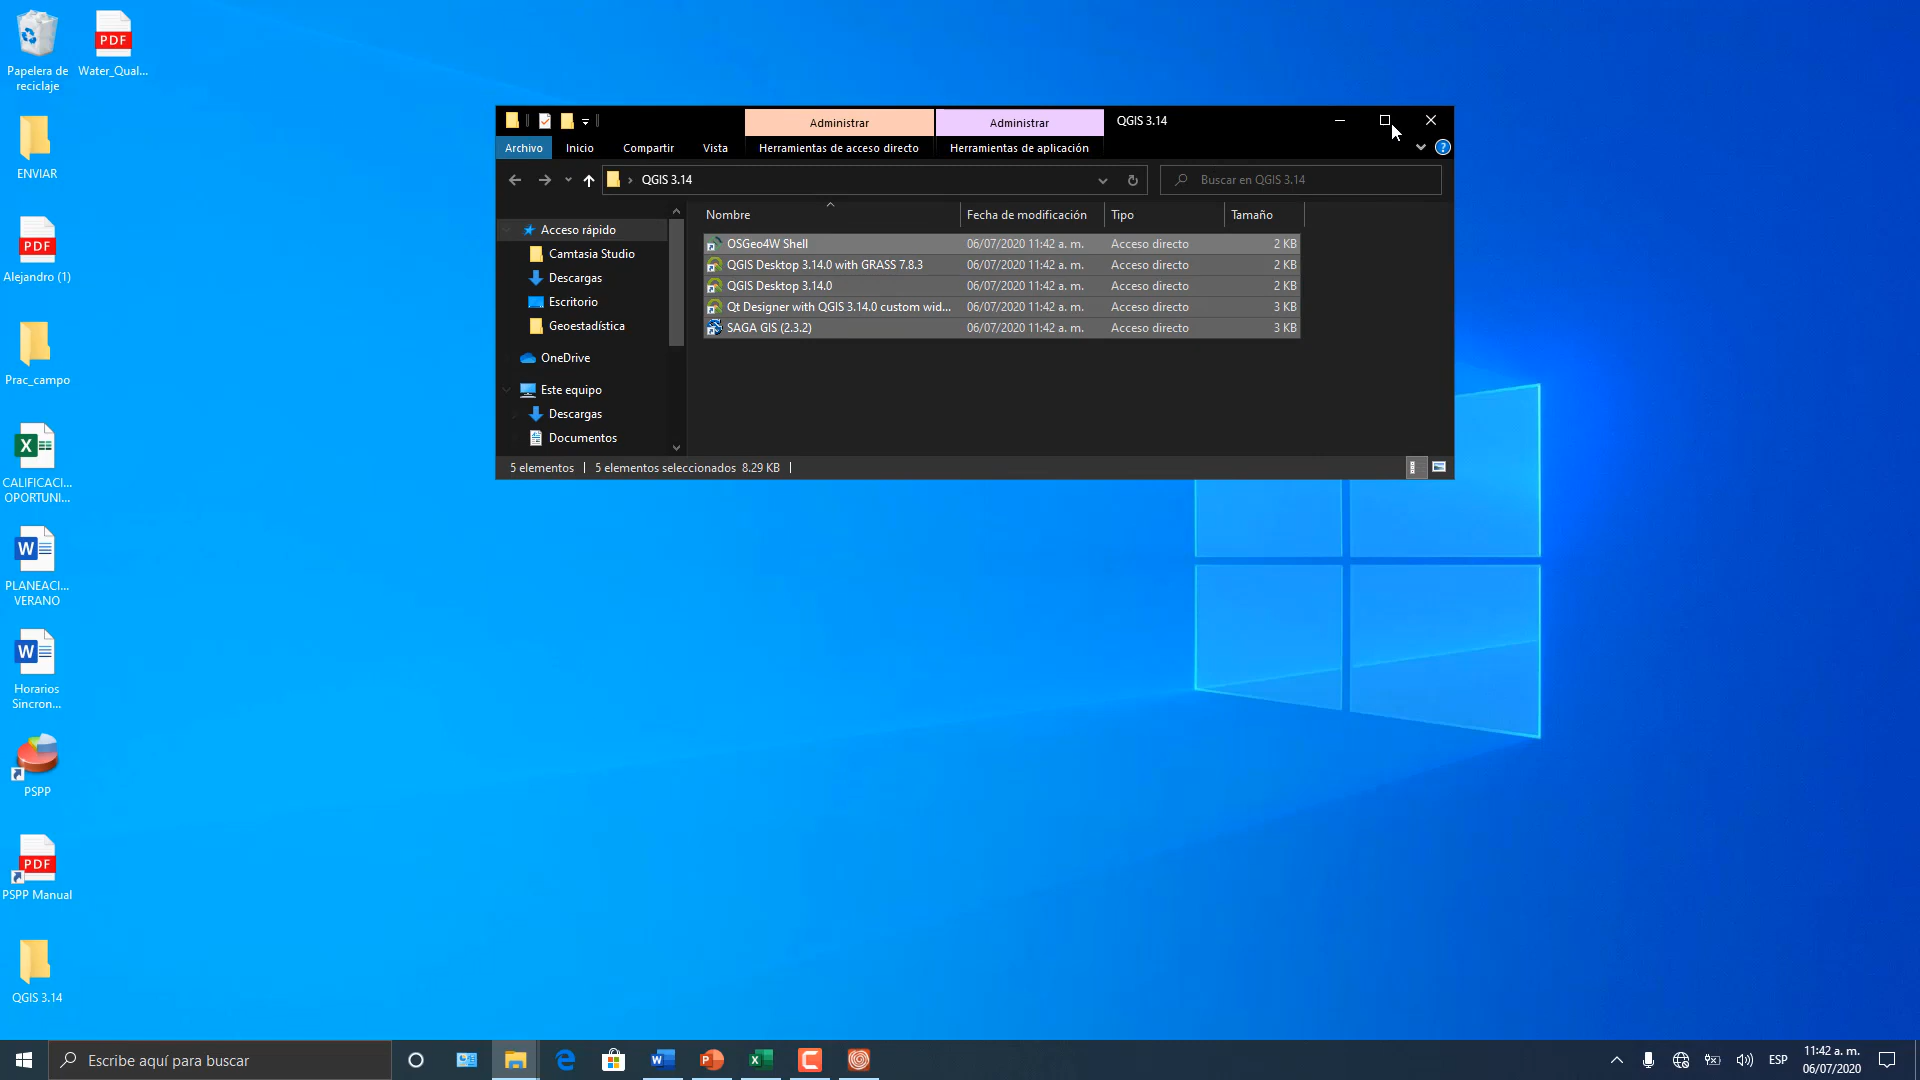 Papelera de
reciclaje
Water_Qual...
ENVIAR
Alejandro (1)
Prac_campo
CALIFICACI...
OPORTUNI...
PLANEACI...
VERANO
Horarios
Sincron...
PSPP
PSPP Manual
QGIS 3.14
Administrar
Administrar
QGIS 3.14
Archivo
Inicio
Compartir
Vista
Herramientas de acceso directo
Herramientas de aplicación
QGIS 3.14
Buscar en QGIS 3.14
Acceso rápido
Camtasia Studio
Descargas
Escritorio
Geoestadística
OneDrive
Este equipo
Descargas
Documentos
Nombre Fecha de modificación Tipo Tamaño
OSGeo4W Shell 06/07/2020 11:42 a. m. Acceso directo 2 KB
QGIS Desktop 3.14.0 with GRASS 7.8.3 06/07/2020 11:42 a. m. Acceso directo 2 KB
QGIS Desktop 3.14.0 06/07/2020 11:42 a. m. Acceso directo 2 KB
Qt Designer with QGIS 3.14.0 custom wid... 06/07/2020 11:42 a. m. Acceso directo 3 KB
SAGA GIS (2.3.2) 06/07/2020 11:42 a. m. Acceso directo 3 KB
5 elementos 5 elementos seleccionados 8.29 KB
Escribe aquí para buscar
ESP
11:42 a. m.
06/07/2020